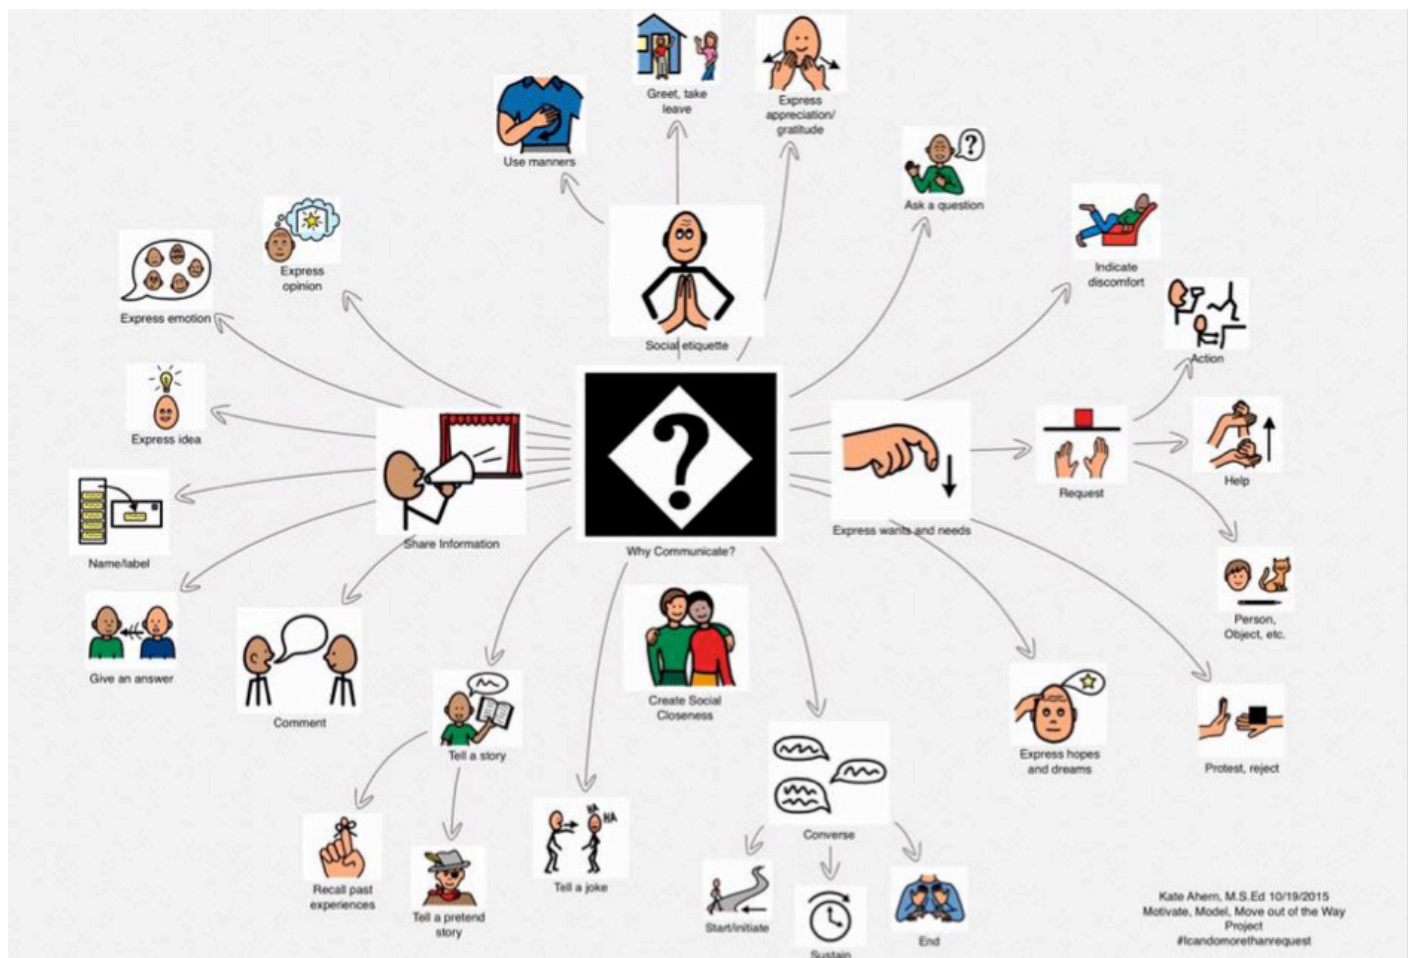 Greet, take
leave
Express
appreciation/
gratitude
Use manners
?
Ask a question
Express
opinion
Indicate
discomfort
Express emotion
Social etiquette
Action
Express idea
?
Help
Request
Express wants and needs
Share Information
Why Communicate?
Name/label
Person,
Object, etc.
Give an answer
Create Social
Closeness
Comment
Tell a story
Express hopes
and dreams
Protest, reject
HA
HA
Converse
Recall past
experiences
Tell a joke
Tell a pretend
story
Start/initiate
Sustain
End
Kate Ahern, M.S.Ed 10/19/2015
Motivate, Model, Move out of the Way
Project
#Icandomorethanrequest